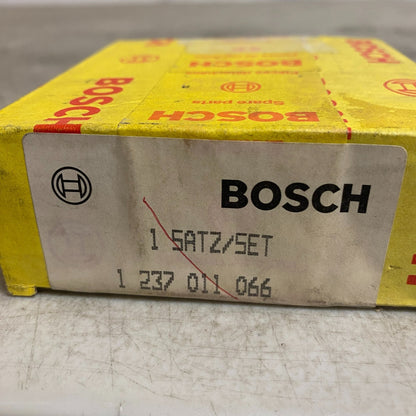 BOSCH
BOSCH
Spare parts
BOSCH
BOSCH
1 SATZ/SET
1 237 011 066